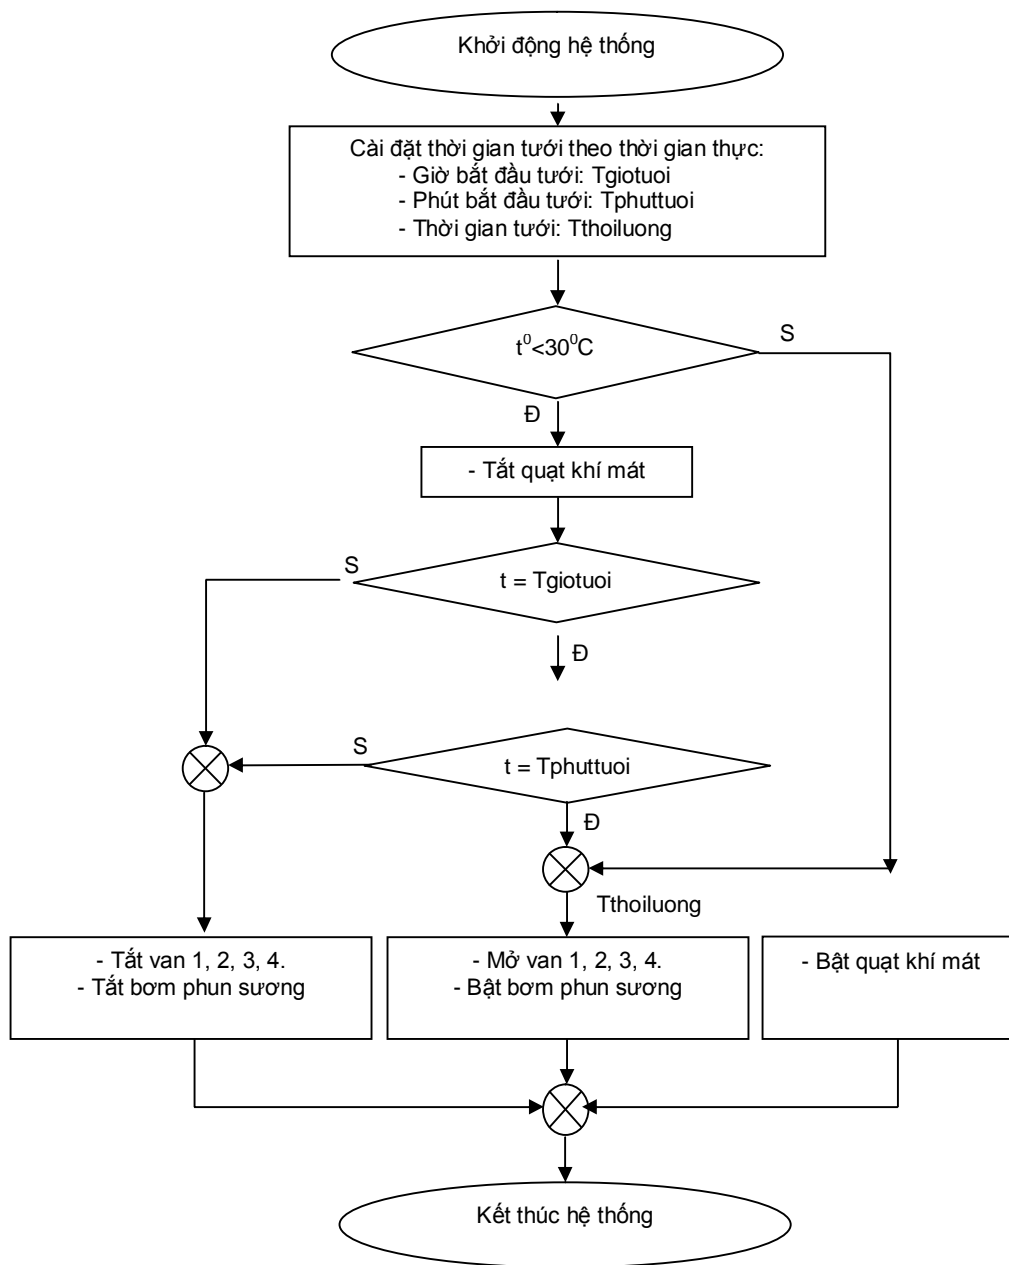 Khởi động hệ thống
Cài đặt thời gian tưới theo thời gian thực:
- Giờ bắt đầu tưới: Tgiotuoi
- Phút bắt đầu tưới: Tphuttuoi
- Thời gian tưới: Tthoiluong
t⁰<30⁰C
S
Đ
- Tắt quạt khí mát
S
t = Tgiotuoi
Đ
S
t = Tphuttuoi
Đ
Tthoiluong
- Tắt van 1, 2, 3, 4.
- Tắt bơm phun sương
- Mở van 1, 2, 3, 4.
- Bật bơm phun sương
- Bật quạt khí mát
Kết thúc hệ thống